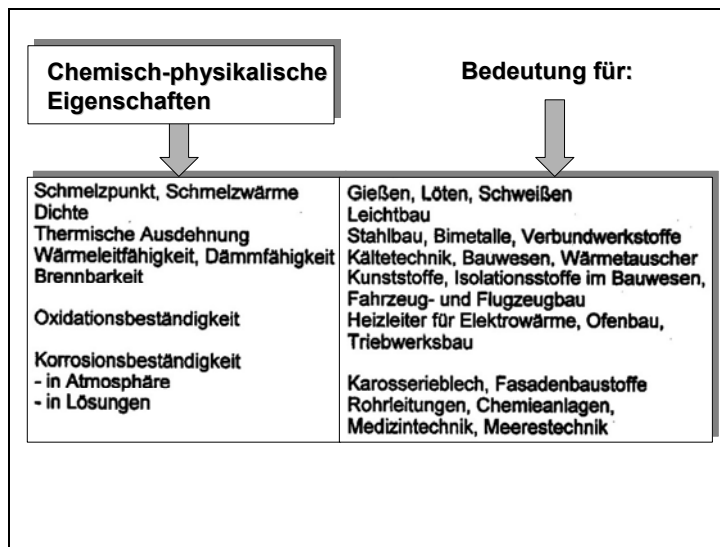 Chemisch-physikalische
Eigenschaften
Bedeutung für:
Schmelzpunkt, Schmelzwärme
Dichte
Thermische Ausdehnung
Wärmeleitfähigkeit, Dämmfähigkeit
Brennbarkeit
Oxidationsbeständigkeit
Korrosionsbeständigkeit
- in Atmosphäre
- in Lösungen
Gießen, Löten, Schweißen
Leichtbau
Stahlbau, Bimetalle, Verbundwerkstoffe
Kältetechnik, Bauwesen, Wärmetauscher
Kunststoffe, Isolationsstoffe im Bauwesen,
Fahrzeug- und Flugzeugbau
Heizleiter für Elektrowärme, Ofenbau,
Triebwerksbau
Karosserieblech, Fasadenbaustoffe
Rohrleitungen, Chemieanlagen,
Medizintechnik, Meerestechnik